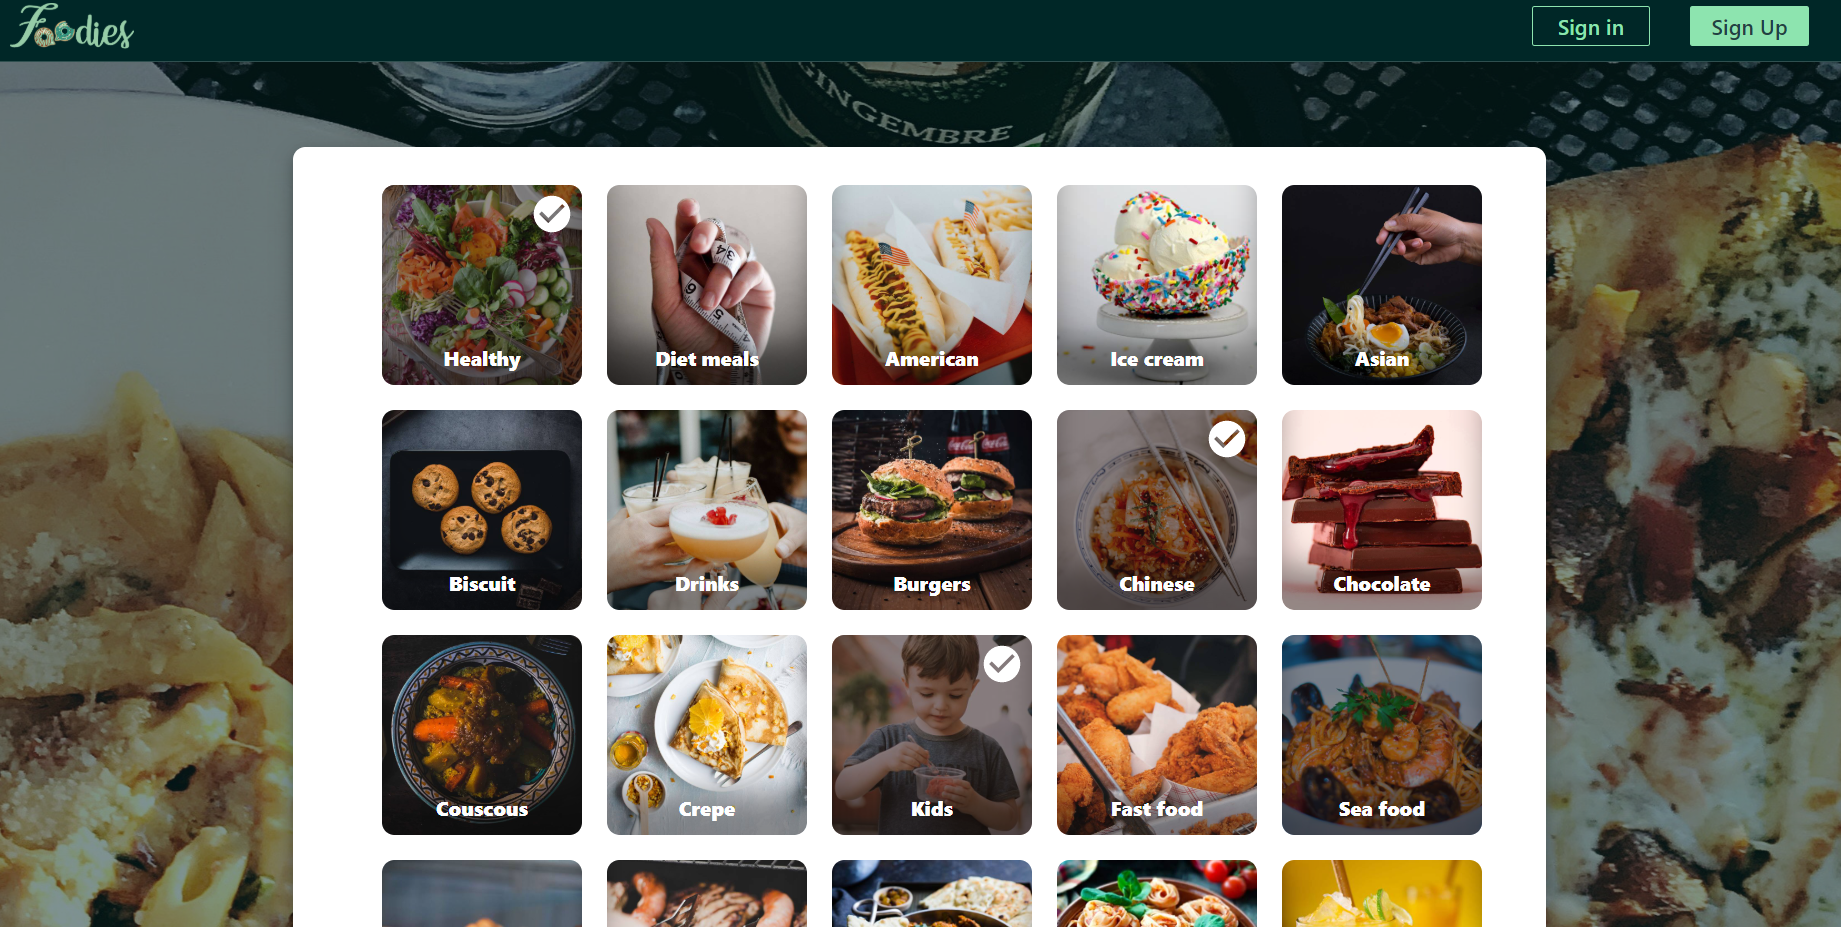 Foodies
Sign in
Sign Up
GINGEMBRE
Healthy
Diet meals
American
Ice cream
Asian
Biscuit
Drinks
Burgers
Chinese
Chocolate
Couscous
Crepe
Kids
Fast food
Sea food